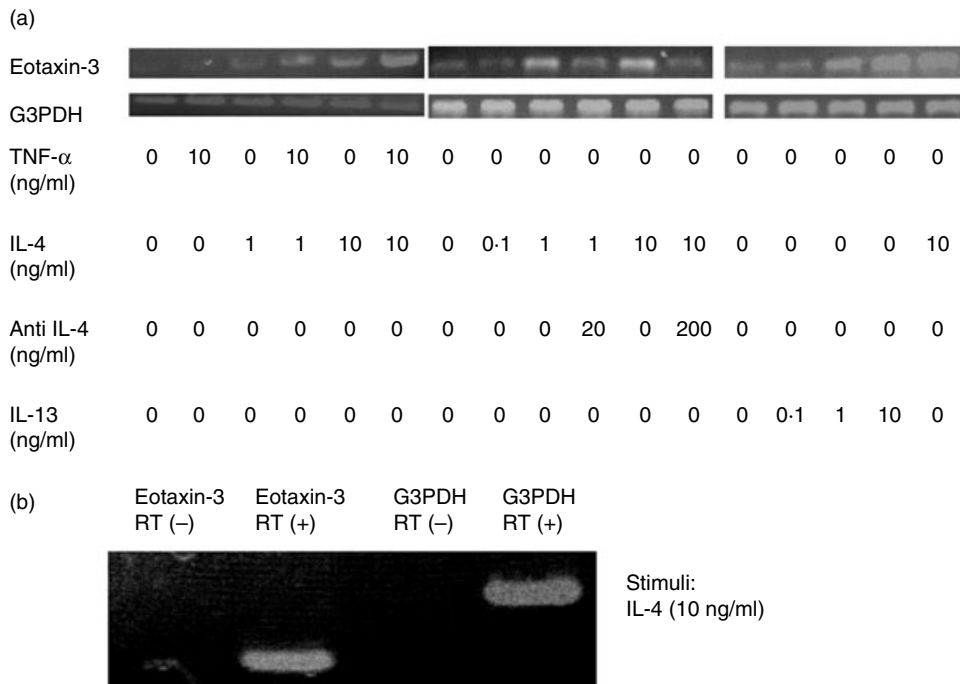 (a)
Eotaxin-3
G3PDH
TNF-α 0 10 0 10 0 10 0 0 0 0 0 0 0 0 0 0 0
(ng/ml)
IL-4 0 0 1 1 10 10 0 0·1 1 1 10 10 0 0 0 0 10
(ng/ml)
Anti IL-4 0 0 0 0 0 0 0 0 0 20 0 200 0 0 0 0 0
(ng/ml)
IL-13 0 0 0 0 0 0 0 0 0 0 0 0 0 0·1 1 10 0
(ng/ml)
(b)
Eotaxin-3 Eotaxin-3 G3PDH G3PDH
RT (–) RT (+) RT (–) RT (+)
Stimuli:
IL-4 (10 ng/ml)